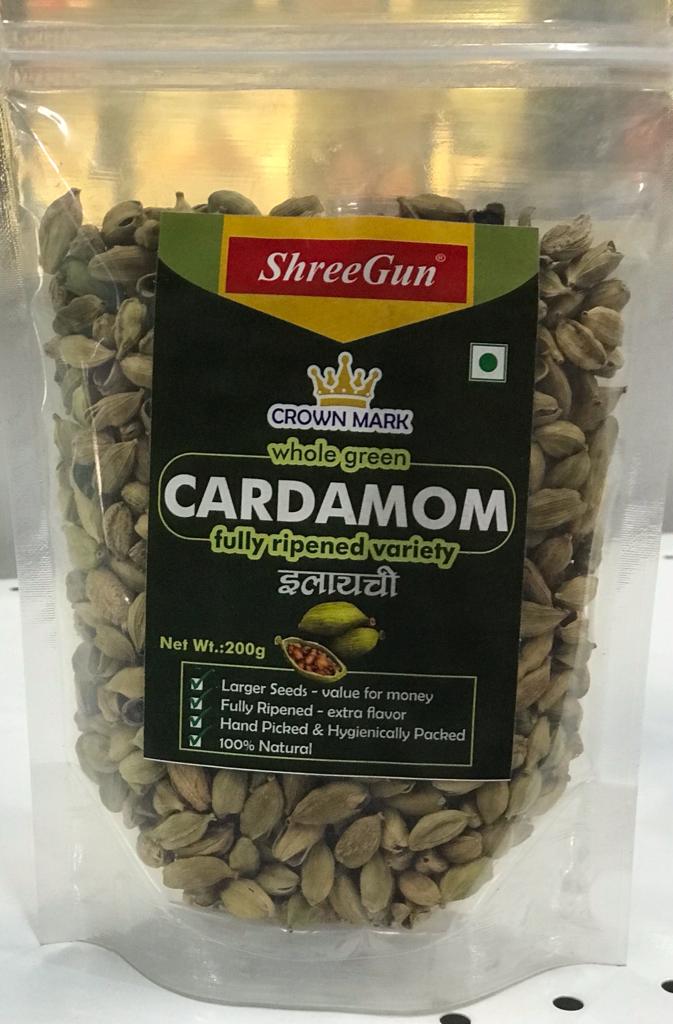 ShreeGun®
CROWN MARK
whole green
CARDAMOM
fully ripened variety
इलायची
Net Wt.:200g
Larger Seeds - value for money
Fully Ripened - extra flavor
Hand Picked & Hygienically Packed
100% Natural